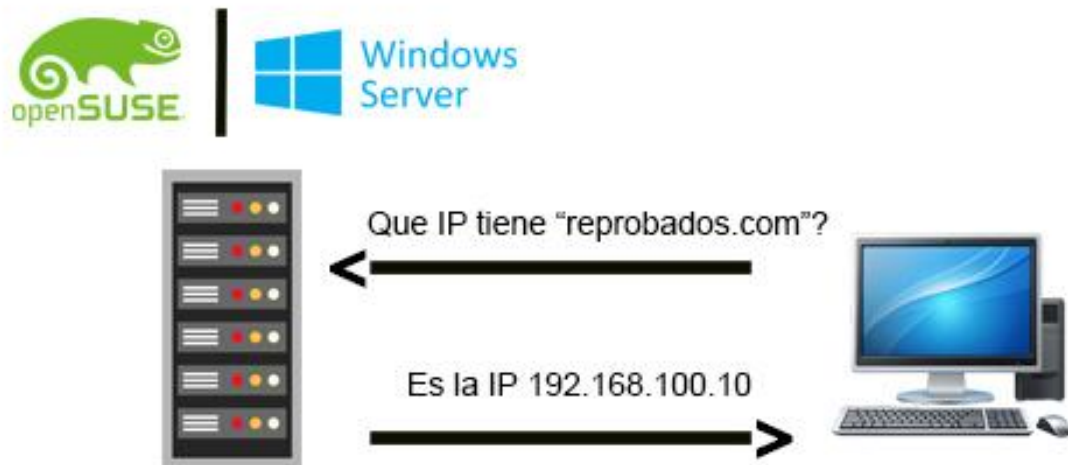 openSUSE
Windows
Server
Que IP tiene “reprobados.com”?
Es la IP 192.168.100.10